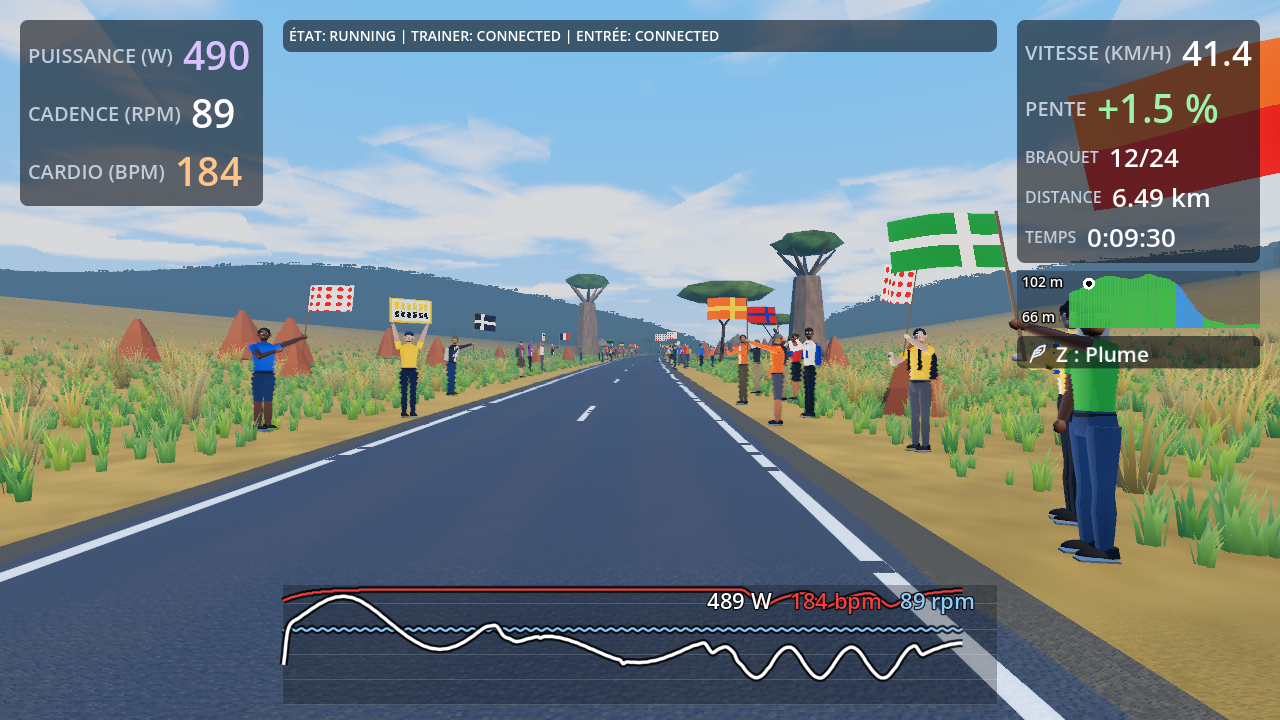 PUISSANCE (W) 490
CADENCE (RPM) 89
CARDIO (BPM) 184
ÉTAT: RUNNING | TRAINER: CONNECTED | ENTRÉE: CONNECTED
VITESSE (KM/H) 41.4
PENTE +1.5 %
BRAQUET 12/24
DISTANCE 6.49 km
TEMPS 0:09:30
102 m
66 m
Z : Plume
489 W 184 bpm 89 rpm